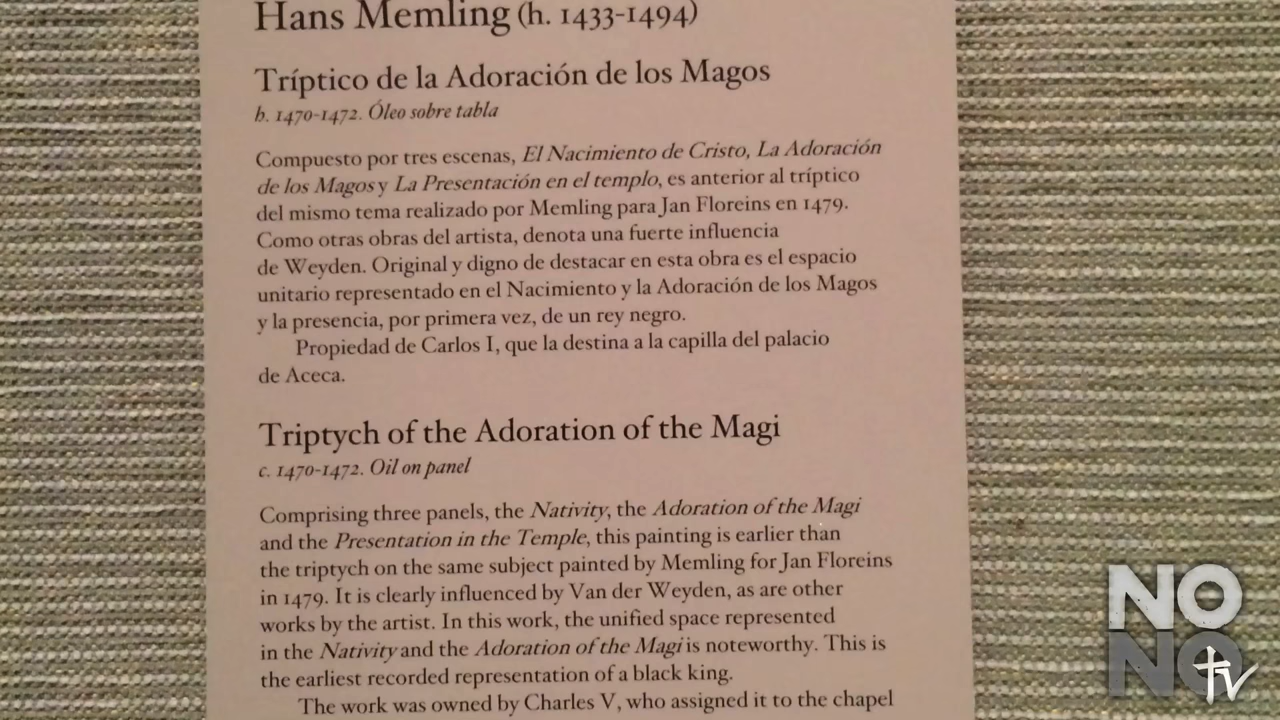 Hans Memling (h. 1433-1494)
Tríptico de la Adoración de los Magos
h. 1470-1472. Óleo sobre tabla
Compuesto por tres escenas, El Nacimiento de Cristo, La Adoración
de los Magos y La Presentación en el templo, es anterior al tríptico
del mismo tema realizado por Memling para Jan Floreins en 1479.
Como otras obras del artista, denota una fuerte influencia
de Weyden. Original y digno de destacar en esta obra es el espacio
unitario representado en el Nacimiento y la Adoración de los Magos
y la presencia, por primera vez, de un rey negro.
Propiedad de Carlos I, que la destina a la capilla del palacio
de Aceca.
Triptych of the Adoration of the Magi
c. 1470-1472. Oil on panel
Comprising three panels, the Nativity, the Adoration of the Magi
and the Presentation in the Temple, this painting is earlier than
the triptych on the same subject painted by Memling for Jan Floreins
in 1479. It is clearly influenced by Van der Weyden, as are other
works by the artist. In this work, the unified space represented
in the Nativity and the Adoration of the Magi is noteworthy. This is
the earliest recorded representation of a black king.
The work was owned by Charles V, who assigned it to the chapel
NO
NO
TV